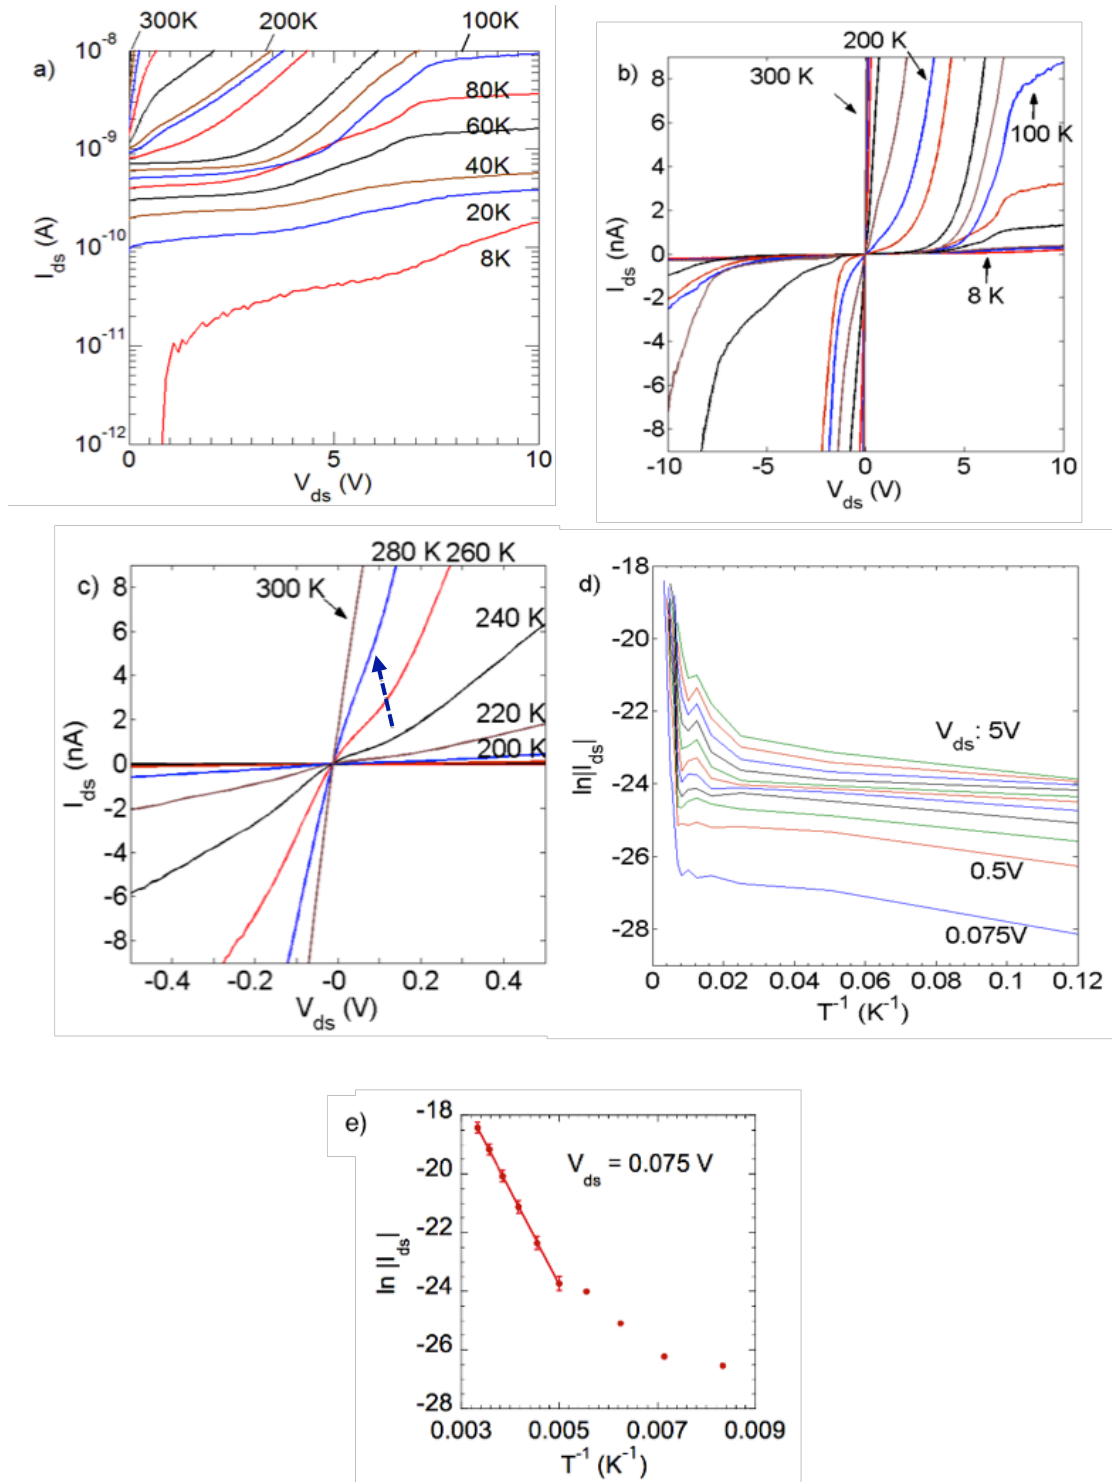 a)
300K
200K
100K
80K
60K
40K
20K
8K
10^-8
10^-9
10^-10
10^-11
10^-12
I_ds (A)
0
5
10
V_ds (V)
b)
300 K
200 K
100 K
8 K
8
6
4
2
0
-2
-4
-6
-8
I_ds (nA)
-10
-5
0
5
10
V_ds (V)
c)
300 K
280 K
260 K
240 K
220 K
200 K
8
6
4
2
0
-2
-4
-6
-8
I_ds (nA)
-0.4
-0.2
-0
0.2
0.4
V_ds (V)
d)
-18
-20
-22
-24
-26
-28
ln|I_ds|
V_ds: 5V
0.5V
0.075V
0
0.02
0.04
0.06
0.08
0.1
0.12
T^-1 (K^-1)
e)
V_ds = 0.075 V
-18
-20
-22
-24
-26
-28
ln |I_ds|
0.003
0.005
0.007
0.009
T^-1 (K^-1)